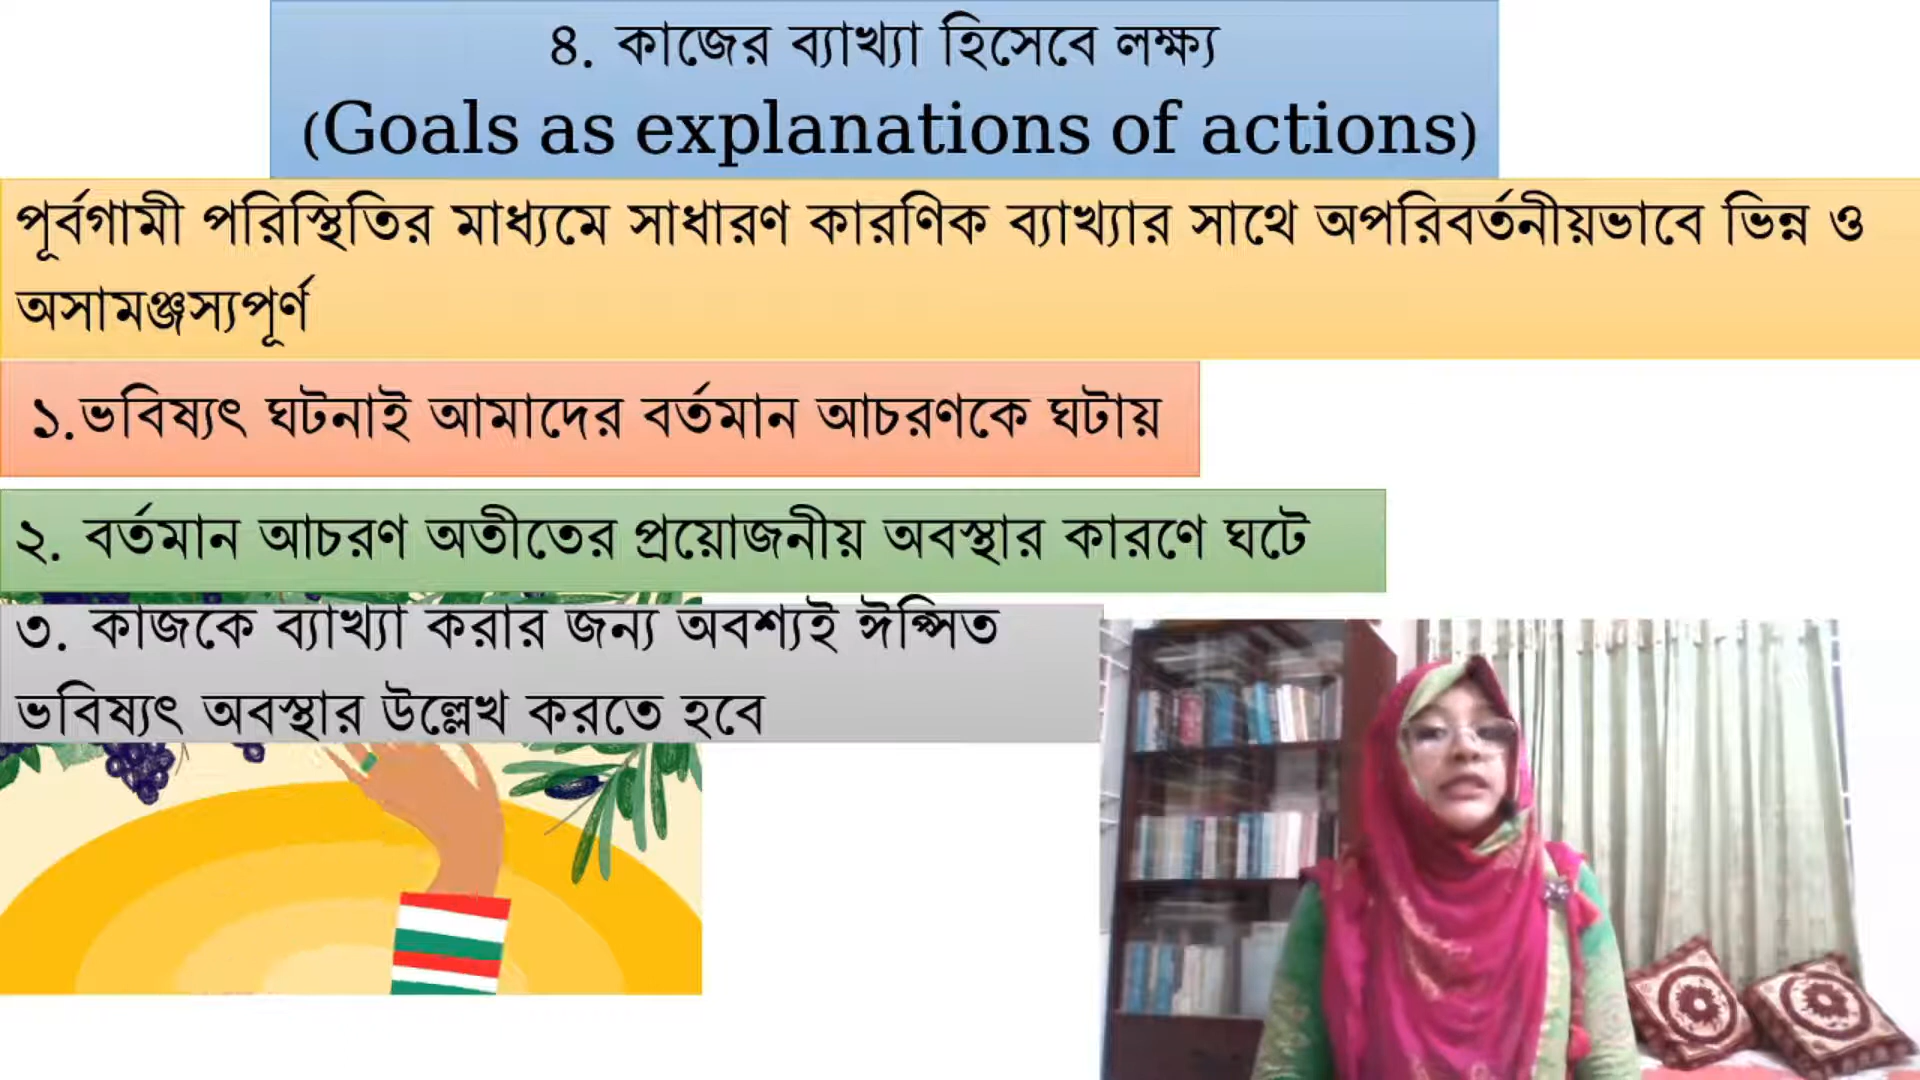 ৪. কাজের ব্যাখ্যা হিসেবে লক্ষ্য
(Goals as explanations of actions)
পূর্বগামী পরিস্থিতির মাধ্যমে সাধারণ কারণিক ব্যাখ্যার সাথে অপরিবর্তনীয়ভাবে ভিন্ন ও
অসামঞ্জস্যপূর্ণ
১.ভবিষ্যৎ ঘটনাই আমাদের বর্তমান আচরণকে ঘটায়
২. বর্তমান আচরণ অতীতের প্রয়োজনীয় অবস্থার কারণে ঘটে
৩. কাজকে ব্যাখ্যা করার জন্য অবশ্যই ঈপ্সিত
ভবিষ্যৎ অবস্থার উল্লেখ করতে হবে